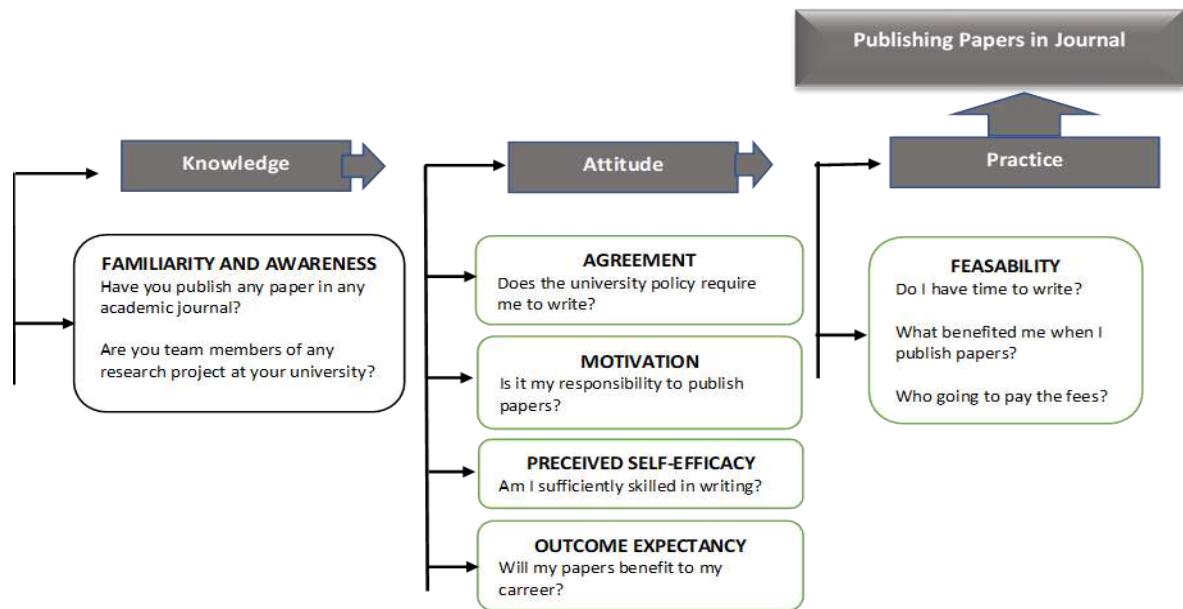 Publishing Papers in Journal
Knowledge
Attitude
Practice
FAMILIARITY AND AWARENESS
Have you publish any paper in any
academic journal?
Are you team members of any
research project at your university?
AGREEMENT
Does the university policy require
me to write?
MOTIVATION
Is it my responsibility to publish
papers?
PRECEIVED SELF-EFFICACY
Am I sufficiently skilled in writing?
OUTCOME EXPECTANCY
Will my papers benefit to my
carreer?
FEASABILITY
Do I have time to write?
What benefited me when I
publish papers?
Who going to pay the fees?